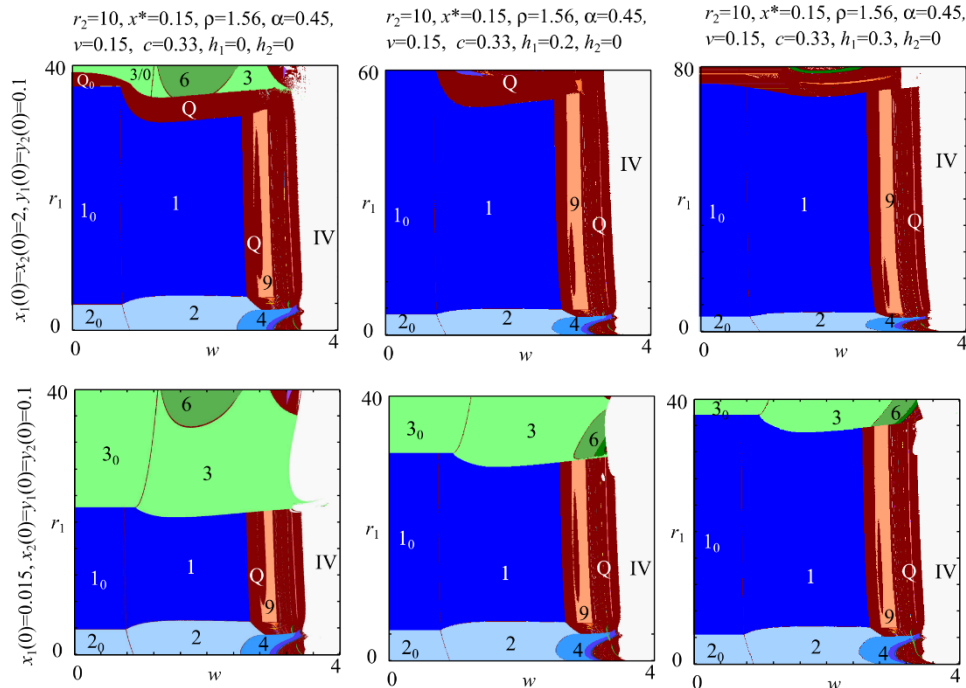 r₂=10, x*=0.15, ρ=1.56, α=0.45,
v=0.15, c=0.33, h₁=0, h₂=0
r₂=10, x*=0.15, ρ=1.56, α=0.45,
v=0.15, c=0.33, h₁=0.2, h₂=0
r₂=10, x*=0.15, ρ=1.56, α=0.45,
v=0.15, c=0.33, h₁=0.3, h₂=0
x₁(0)=x₂(0)=2, y₁(0)=y₂(0)=0.1
40
Q₀
3/0
6
3
Q
r₁
1₀
1
IV
Q
9
2₀
2
4
0
0
w
4
60
Q
r₁
1₀
1
9
Q
IV
2₀
2
4
0
0
w
4
80
r₁
1₀
1
9
Q
IV
2₀
2
4
0
0
w
4
x₁(0)=0.015, x₂(0)=y₁(0)=y₂(0)=0.1
40
6
3₀
3
r₁
1₀
1
Q
IV
9
2₀
2
4
0
0
w
4
40
3₀
3
6
r₁
1₀
1
Q
IV
9
2₀
2
4
0
0
w
4
40
3₀
3
6
r₁
1₀
1
Q
IV
9
2₀
2
4
0
0
w
4